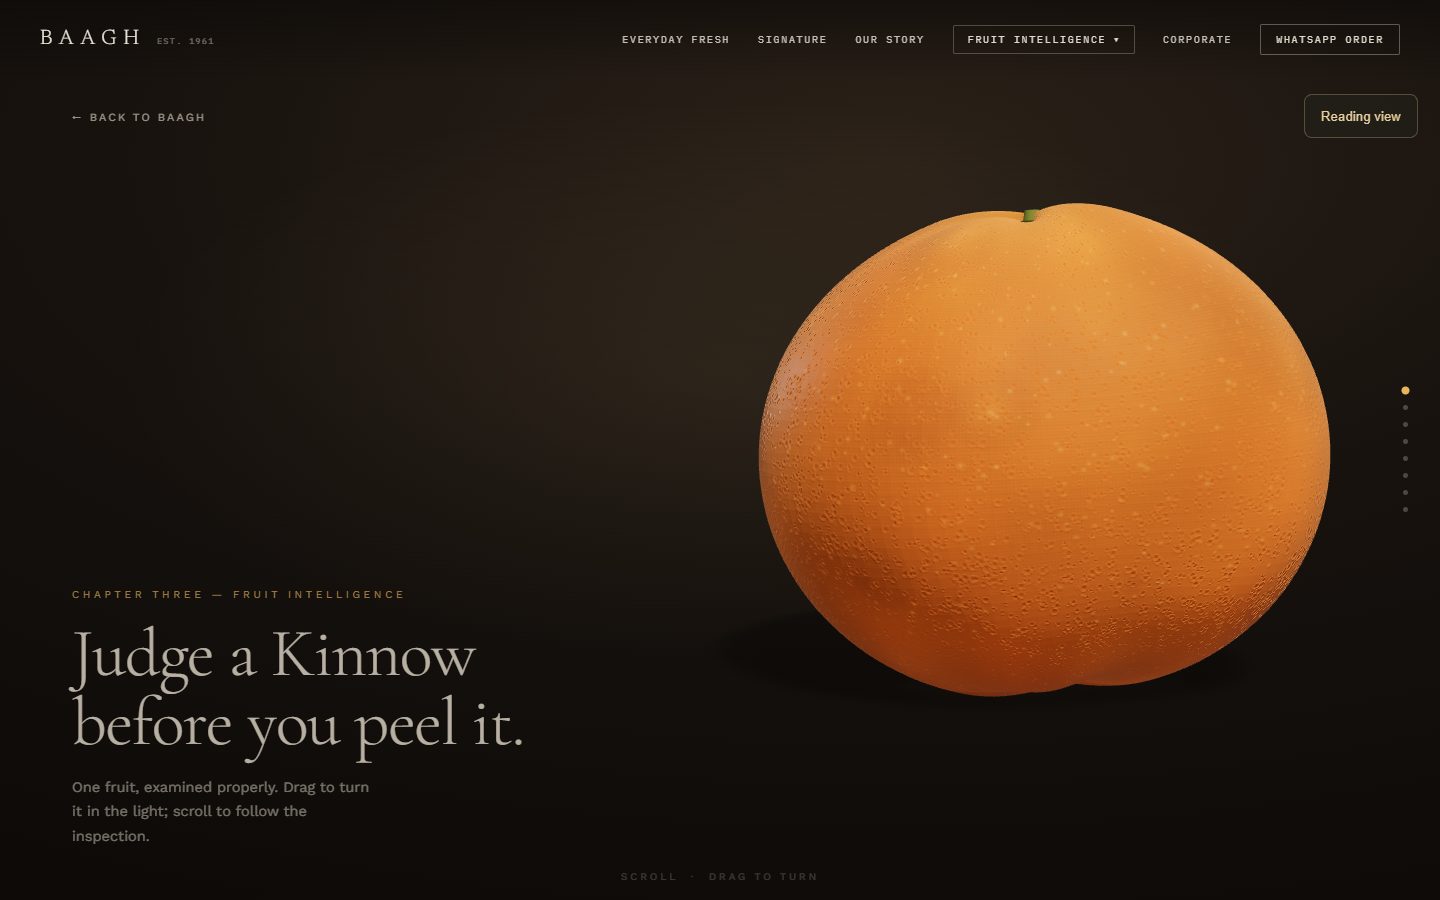 BAAGH EST. 1961
EVERYDAY FRESH SIGNATURE OUR STORY FRUIT INTELLIGENCE ▾ CORPORATE WHATSAPP ORDER
← BACK TO BAAGH
Reading view
CHAPTER THREE — FRUIT INTELLIGENCE
Judge a Kinnow
before you peel it.
One fruit, examined properly. Drag to turn
it in the light; scroll to follow the
inspection.
SCROLL · DRAG TO TURN